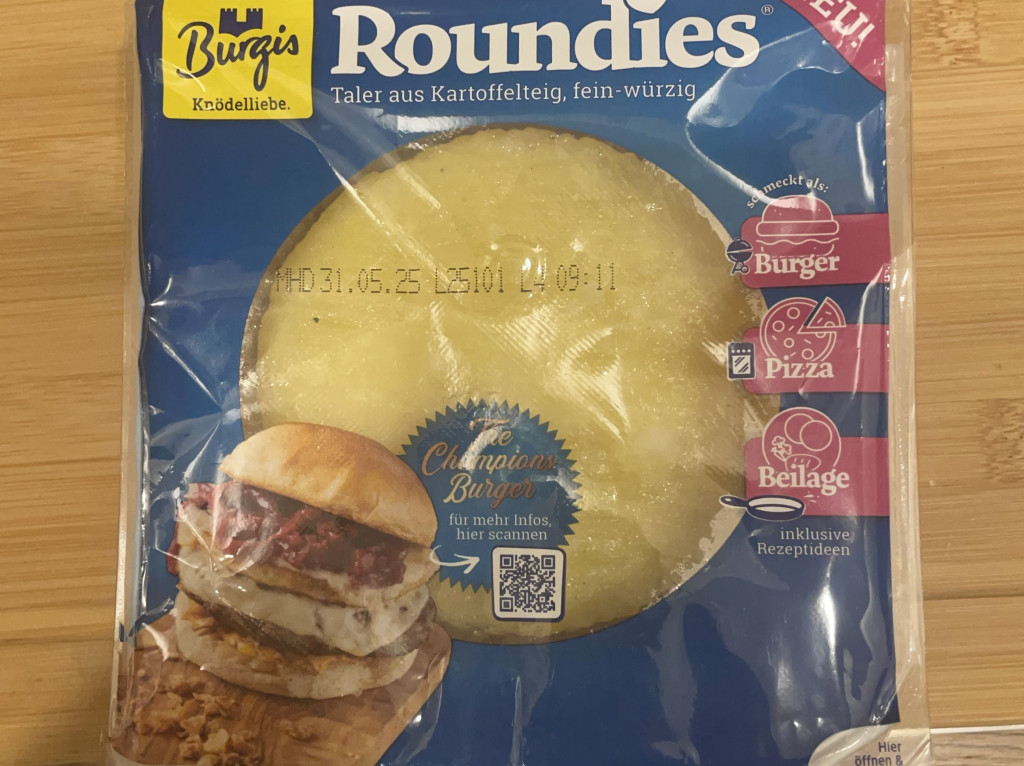 Burgis
Knödelliebe.
Roundies®
Taler aus Kartoffelteig, fein-würzig
NEU!
schmeckt als:
Burger
Pizza
Beilage
inklusive
Rezeptideen
MHD 31.05.25 L25101 L4 09:11
The
Champions
Burger
für mehr Infos,
hier scannen
Hier
öffnen &